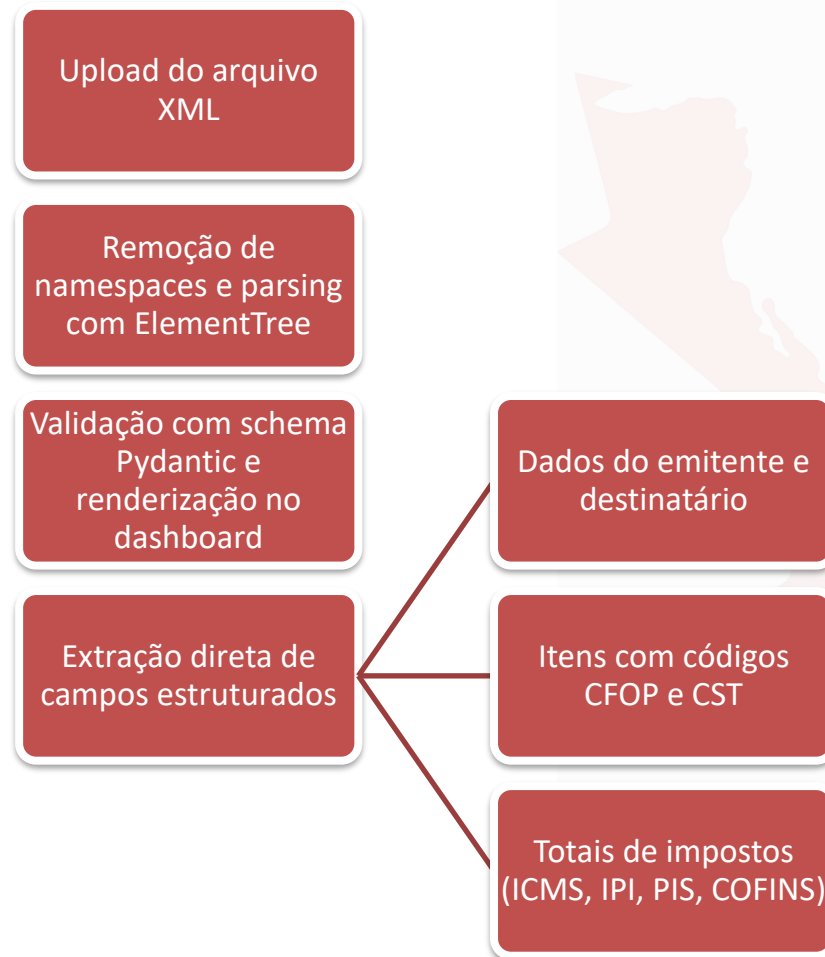 Upload do arquivo
XML
Remoção de
namespaces e parsing
com ElementTree
Validação com schema
Pydantic e
renderização no
dashboard
Extração direta de
campos estruturados
Dados do emitente e
destinatário
Itens com códigos
CFOP e CST
Totais de impostos
(ICMS, IPI, PIS, COFINS)